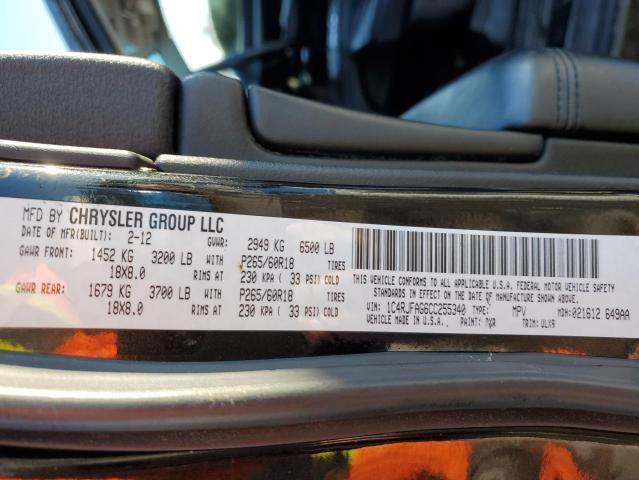 MFD BY CHRYSLER GROUP LLC
DATE OF MFR(BUILT): 2-12 GVWR: 2949 KG 6500 LB
GAWR FRONT: 1452 KG 3200 LB WITH P265/60R18 TIRES
18X8.0 RIMS AT 230 KPA ( 33 PSI) COLD
GAWR REAR: 1679 KG 3700 LB WITH P265/60R18 TIRES
18X8.0 RIMS AT 230 KPA ( 33 PSI) COLD
THIS VEHICLE CONFORMS TO ALL APPLICABLE U.S.A. FEDERAL MOTOR VEHICLE SAFETY
STANDARDS IN EFFECT ON THE DATE OF MANUFACTURE SHOWN ABOVE.
VIN: 1C4RJFAG6CC255340 TYPE: MPV MDH:021612 649AA
MADE IN U.S.A. PAINT: TRIM: ULX9